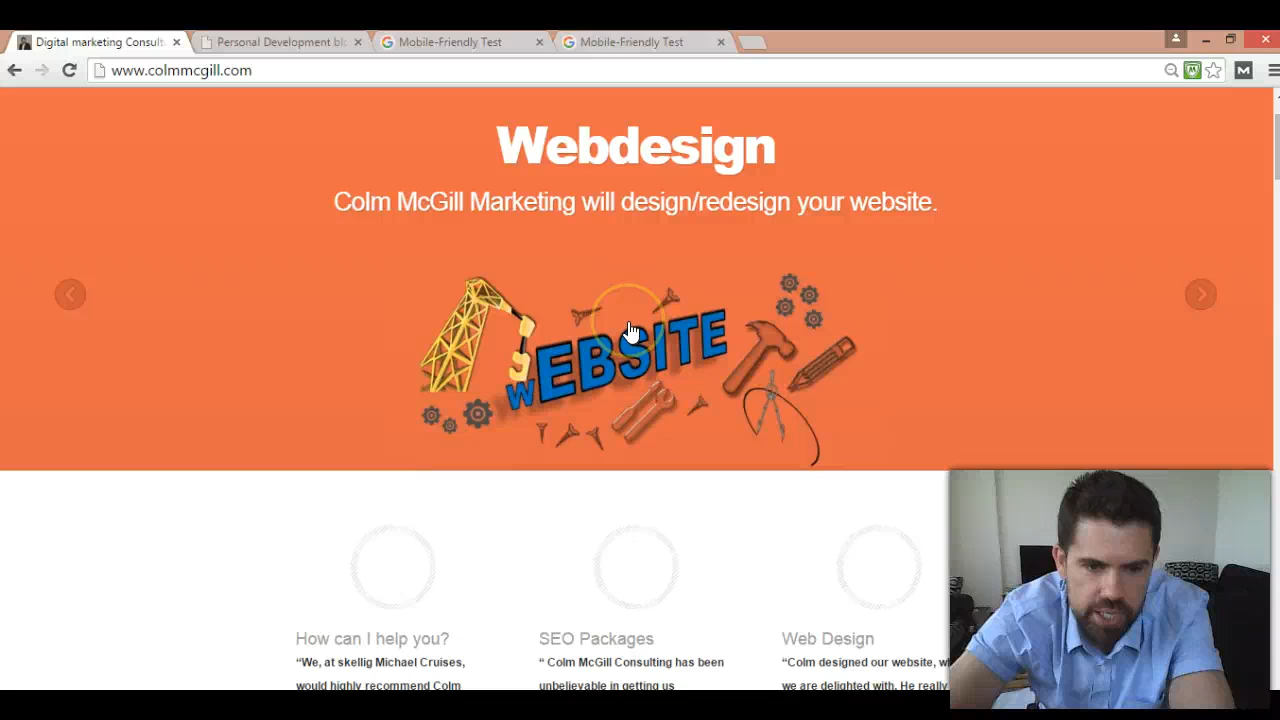 Digital marketing Consult
Personal Development blo
Mobile-Friendly Test
Mobile-Friendly Test
www.colmmcgill.com
M
Webdesign
Colm McGill Marketing will design/redesign your website.
wEBSITE
How can I help you?
SEO Packages
Web Design
“We, at skellig Michael Cruises,
“ Colm McGill Consulting has been
“Colm designed our website,
would highly recommend Colm
unbelievable in getting us
we are delighted with. He really